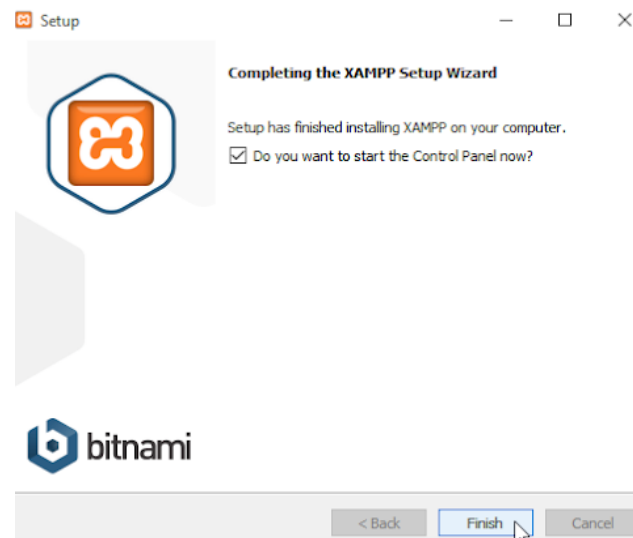 Setup
Completing the XAMPP Setup Wizard
Setup has finished installing XAMPP on your computer.
Do you want to start the Control Panel now?
bitnami
< Back
Finish
Cancel